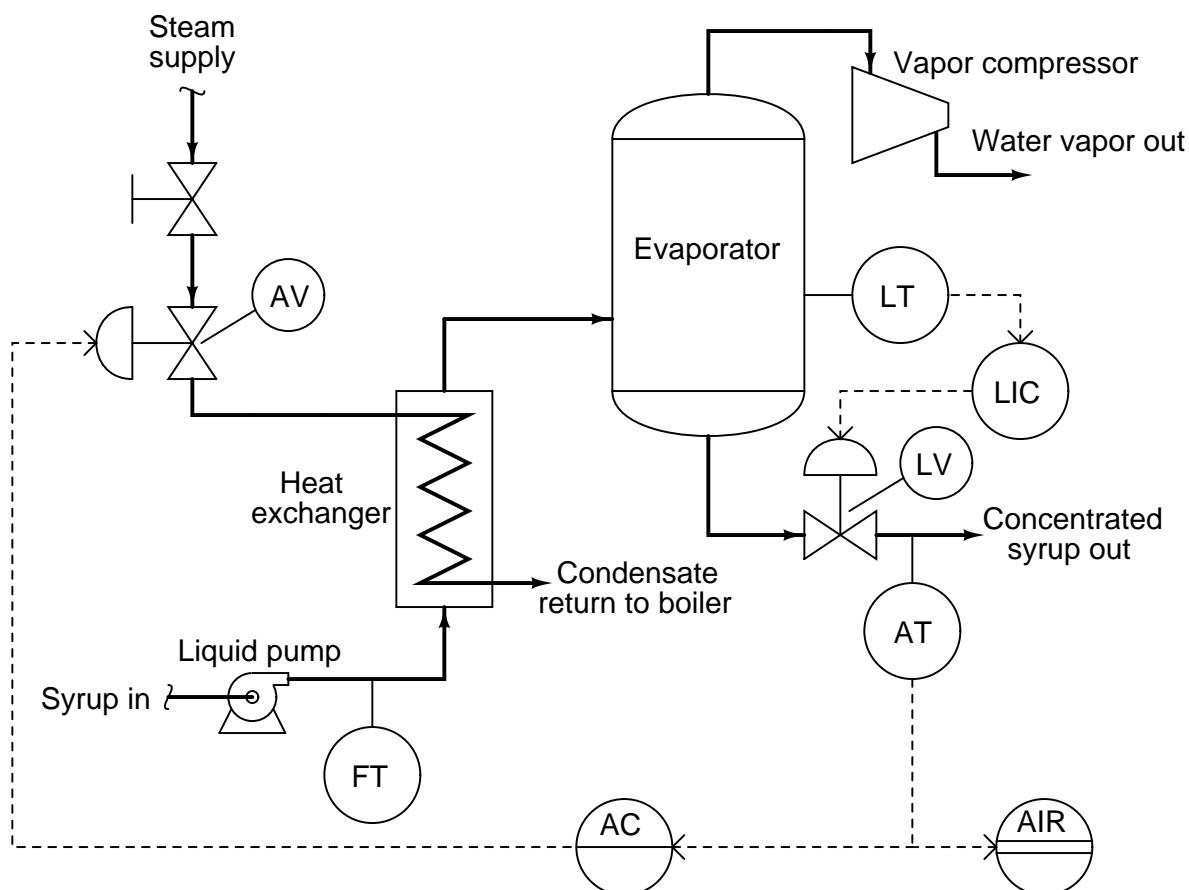 Steam
supply
Vapor compressor
Water vapor out
Evaporator
AV
LT
LIC
LV
Heat
exchanger
Concentrated
syrup out
Condensate
return to boiler
AT
Liquid pump
Syrup in
FT
AC
AIR